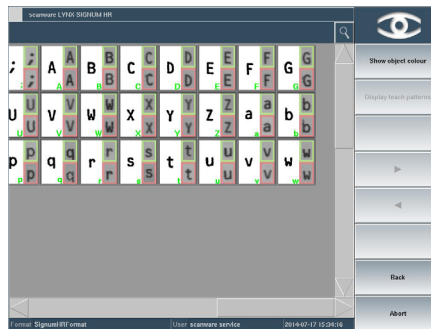 scanware LYNX SIGNUM HR
; ; ; A A A A B B B B C C C C D D D D E E E E F F F F G G G G
U U U V V V V W W W W X X X X Y Y Y Y Z Z Z Z a a a a b b b b
p p p q q q q r r r r s s s s t t t t u u u u v v v v w w w w
Show object colour
Display teach patterns
Back
Abort
Format SignumHRFormat User scanware service 2014-07-17 15:34:16